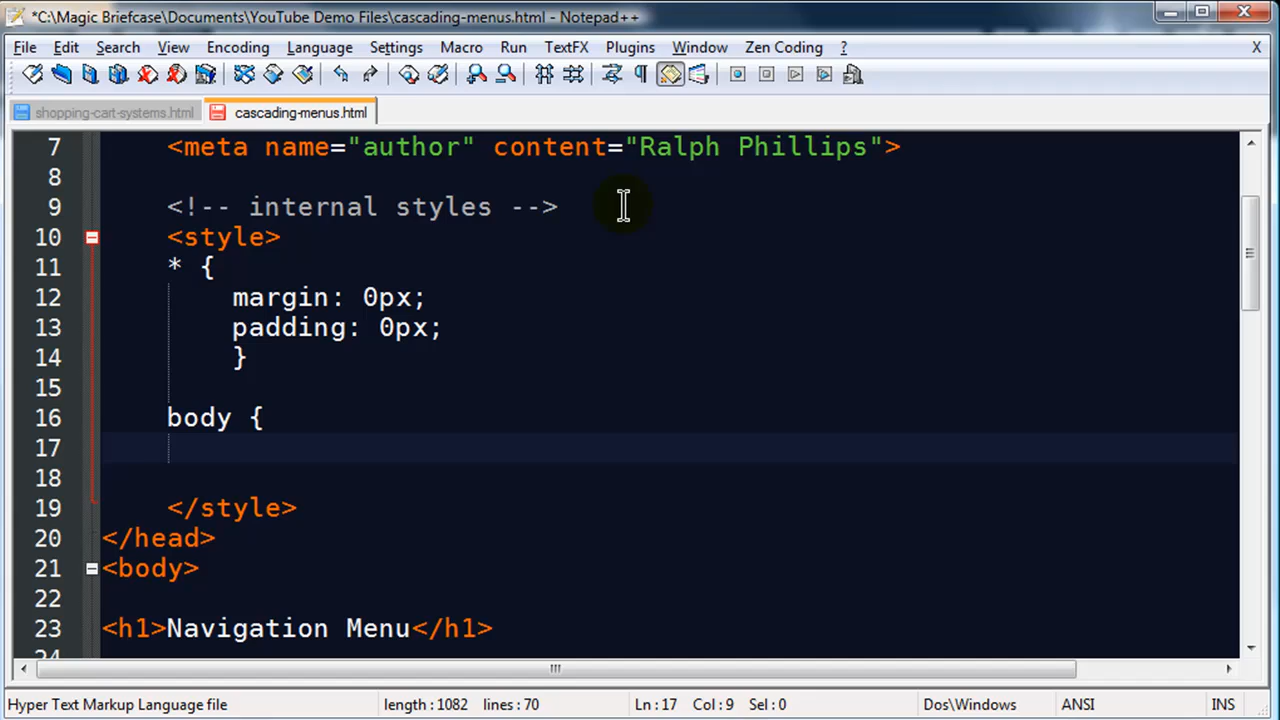 *C:\Magic Briefcase\Documents\YouTube Demo Files\cascading-menus.html - Notepad++
File Edit Search View Encoding Language Settings Macro Run TextFX Plugins Window Zen Coding ? X
shopping-cart-systems.html cascading-menus.html
7 <meta name="author" content="Ralph Phillips">
8
9 <!-- internal styles -->
10 <style>
11 * {
12 margin: 0px;
13 padding: 0px;
14 }
15
16 body {
17
18
19 </style>
20 </head>
21 <body>
22
23 <h1>Navigation Menu</h1>
24
Hyper Text Markup Language file length : 1082 lines : 70 Ln : 17 Col : 9 Sel : 0 Dos\Windows ANSI INS